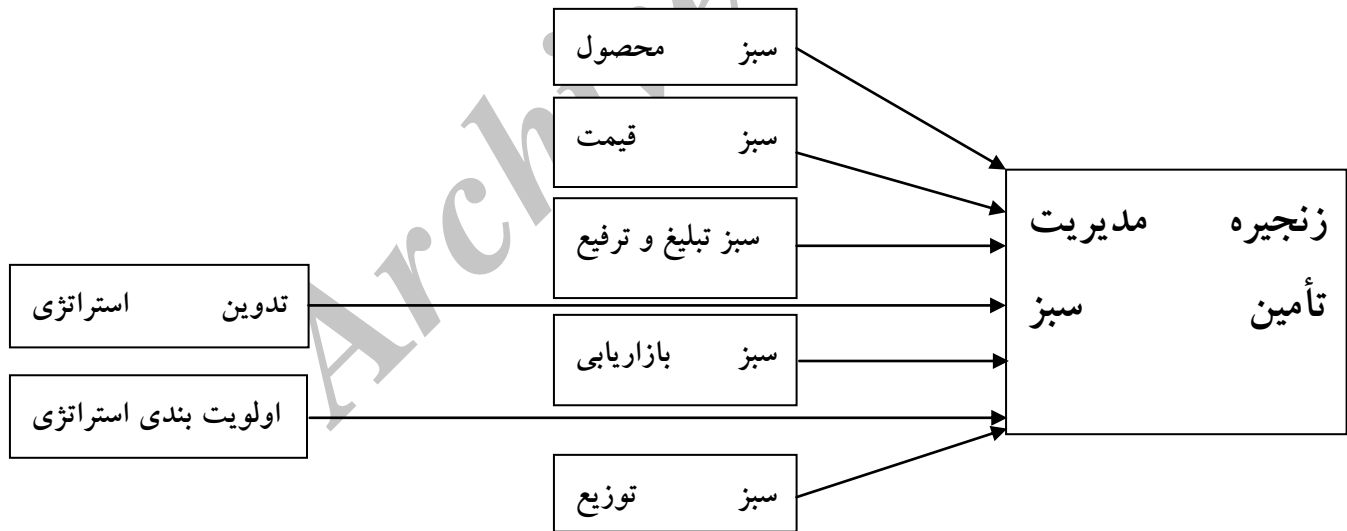 سبز محصول
سبز قیمت
سبز تبلیغ و ترفیع
سبز بازاریابی
سبز توزیع
تدوین استراتژی
اولویت بندی استراتژی
زنجیره مدیریت
تأمین سبز